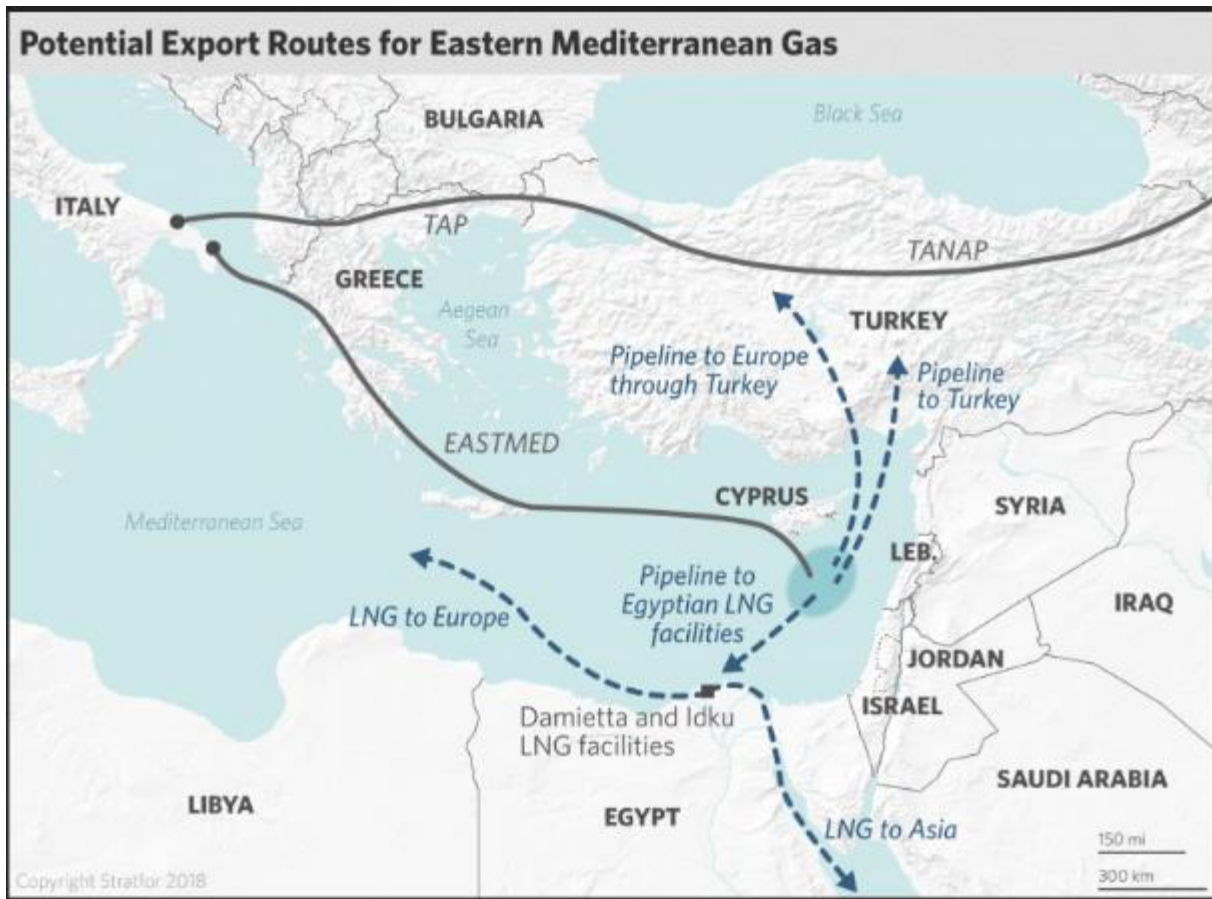 Potential Export Routes for Eastern Mediterranean Gas
Black Sea
BULGARIA
ITALY
TAP
TANAP
GREECE
Aegean
Sea
TURKEY
Pipeline to Europe
through Turkey
Pipeline
to Turkey
EASTMED
CYPRUS
SYRIA
Mediterranean Sea
LEB.
Pipeline to
Egyptian LNG
facilities
IRAQ
LNG to Europe
JORDAN
ISRAEL
Damietta and Idku
LNG facilities
SAUDI ARABIA
LIBYA
EGYPT
LNG to Asia
150 mi
300 km
Copyright Stratfor 2018